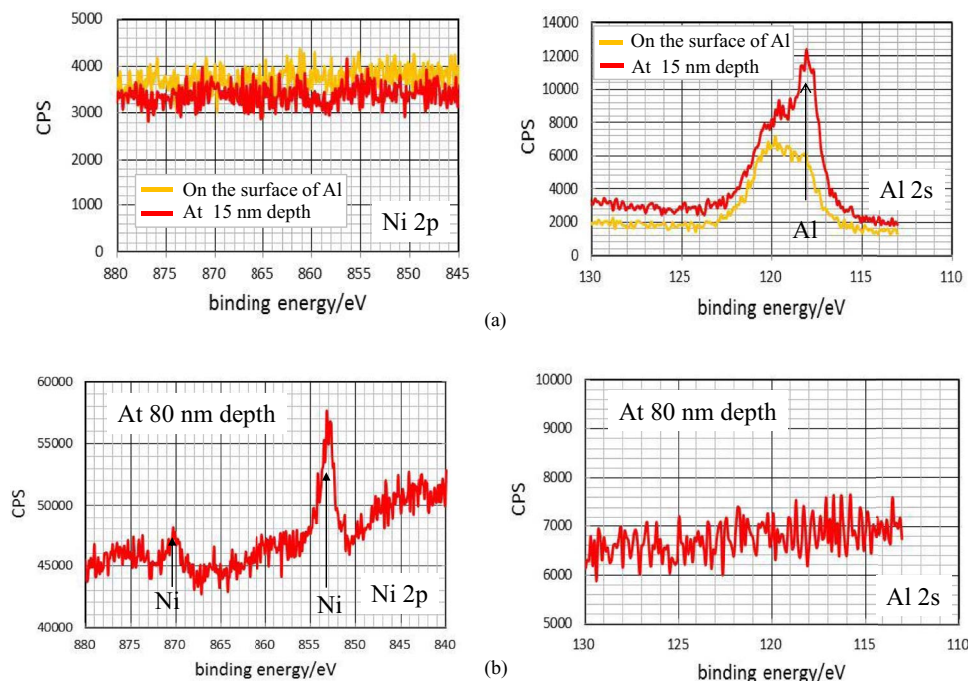 5000
4000
3000
2000
1000
0
CPS
On the surface of Al
At 15 nm depth
Ni 2p
880 875 870 865 860 855 850 845
binding energy/eV
14000
12000
10000
8000
6000
4000
2000
0
CPS
On the surface of Al
At 15 nm depth
Al 2s
Al
130 125 120 115 110
binding energy/eV
(a)
60000
55000
50000
45000
40000
CPS
At 80 nm depth
Ni
Ni
Ni 2p
880 875 870 865 860 855 850 845 840
binding energy/eV
10000
9000
8000
7000
6000
5000
CPS
At 80 nm depth
Al 2s
130 125 120 115 110
binding energy/eV
(b)